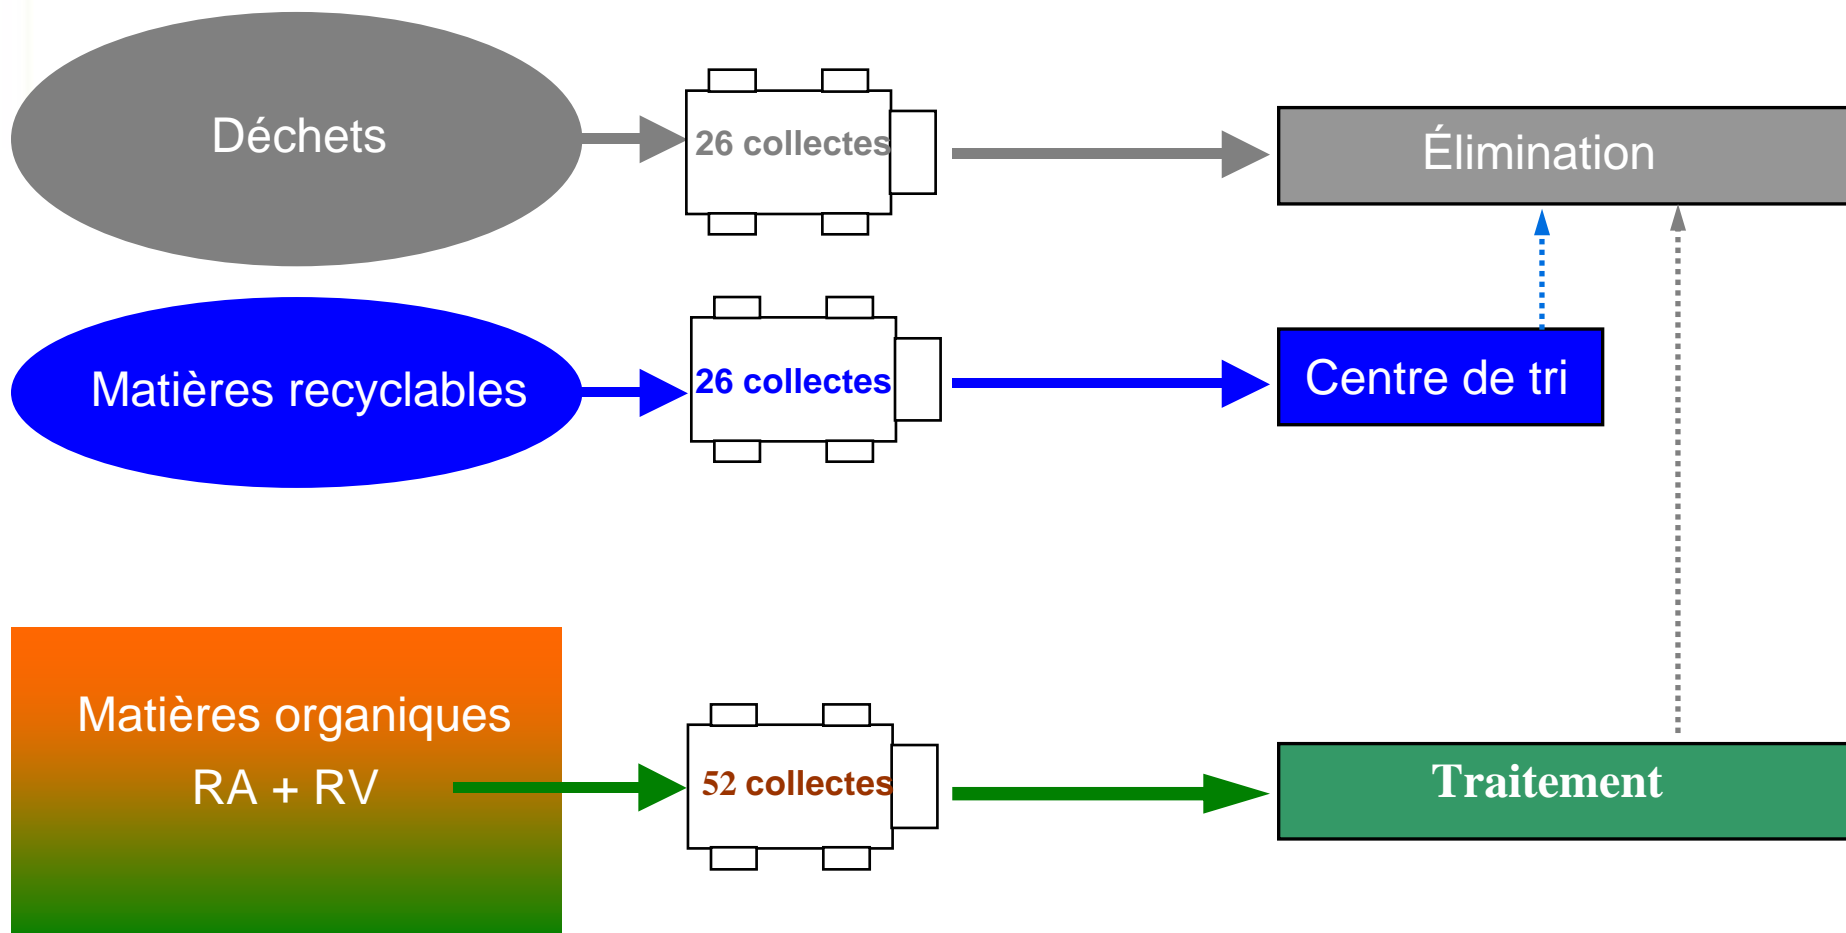 Déchets
26 collectes
Élimination
Matières recyclables
26 collectes
Centre de tri
Matières organiques
RA + RV
52 collectes
Traitement